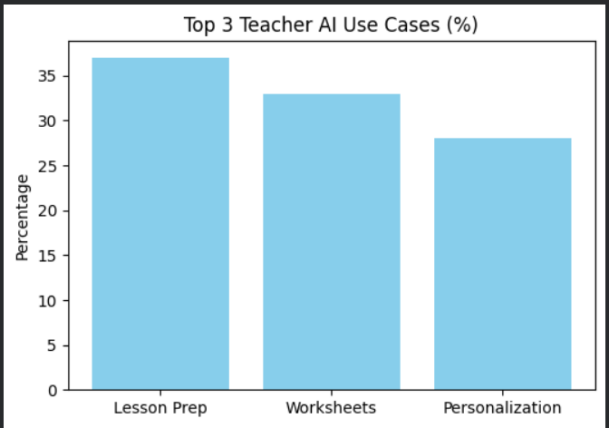 Top 3 Teacher AI Use Cases (%)
Percentage
35
30
25
20
15
10
5
0
Lesson Prep Worksheets Personalization